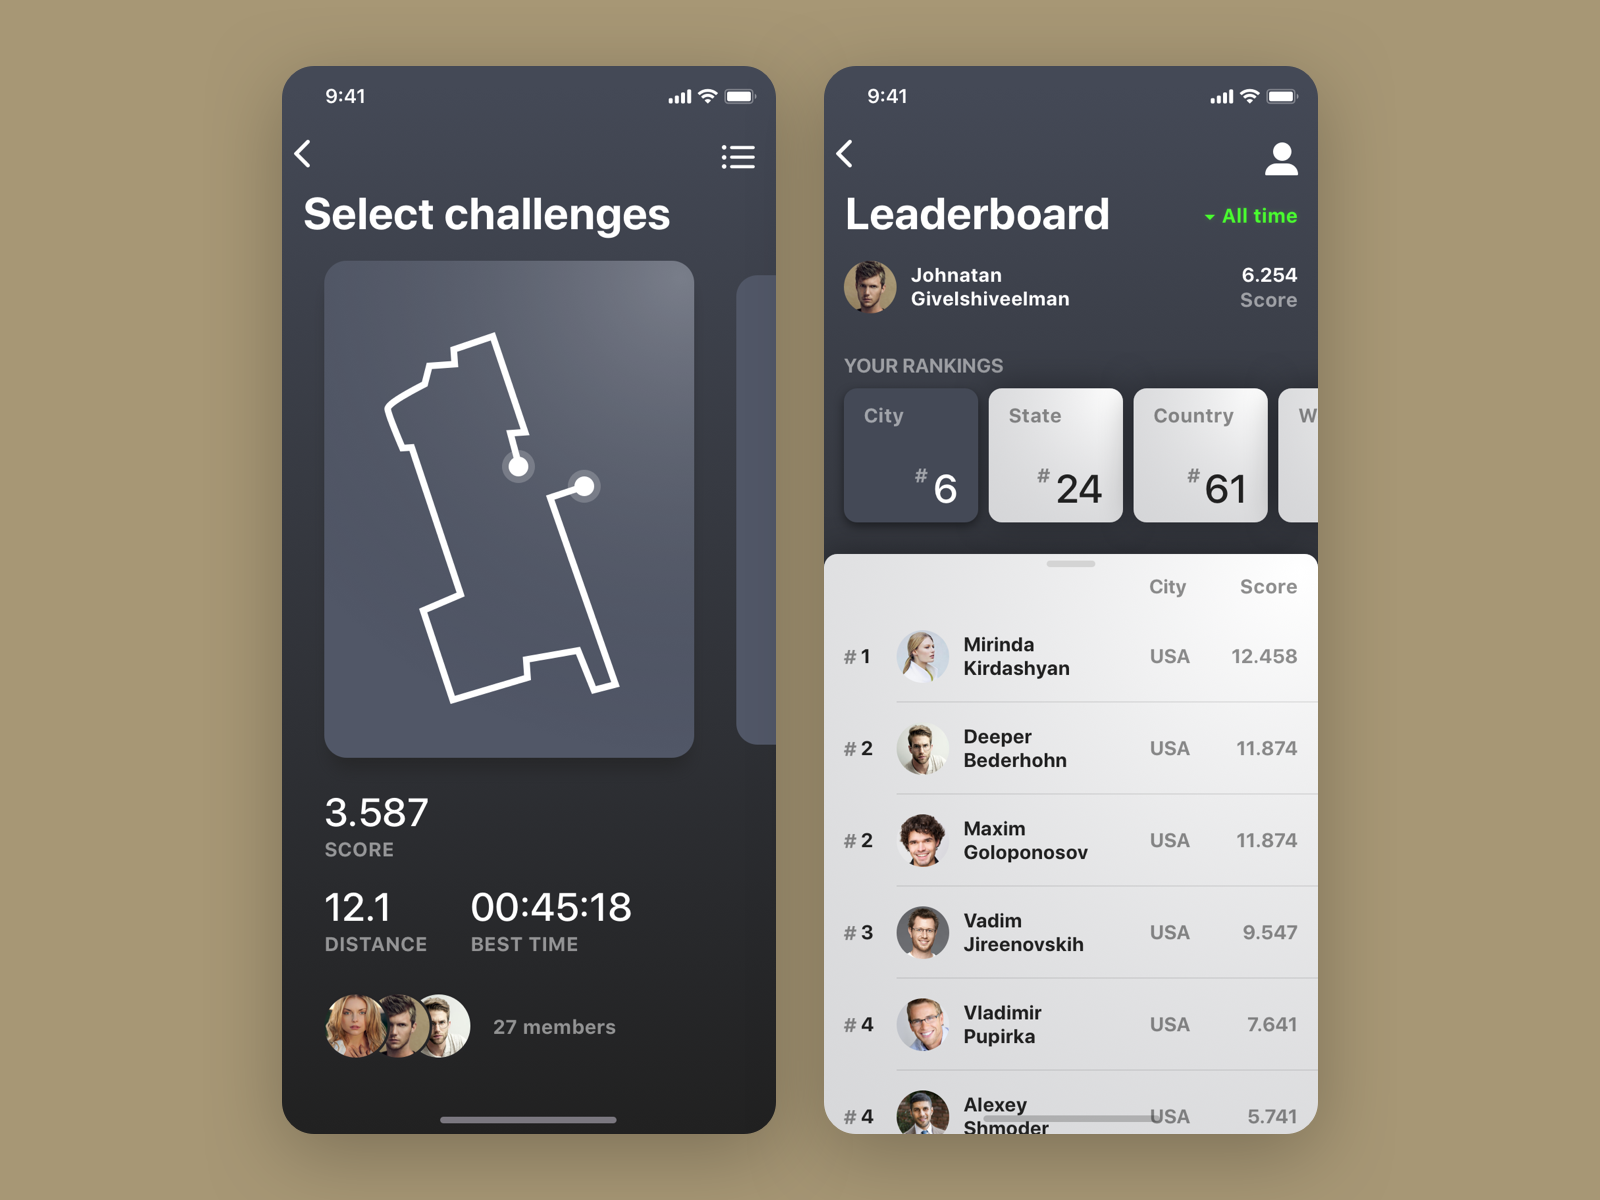 9:41
Select challenges
3.587
SCORE
12.1
DISTANCE
00:45:18
BEST TIME
27 members
9:41
Leaderboard
All time
Johnatan
Givelshiveelman
6.254
Score
YOUR RANKINGS
City
# 6
State
# 24
Country
# 61
W
City Score
# 1 Mirinda
Kirdashyan
USA 12.458
# 2 Deeper
Bederhohn
USA 11.874
# 2 Maxim
Goloponosov
USA 11.874
# 3 Vadim
Jireenovskih
USA 9.547
# 4 Vladimir
Pupirka
USA 7.641
# 4 Alexey
Shmoder
USA 5.741